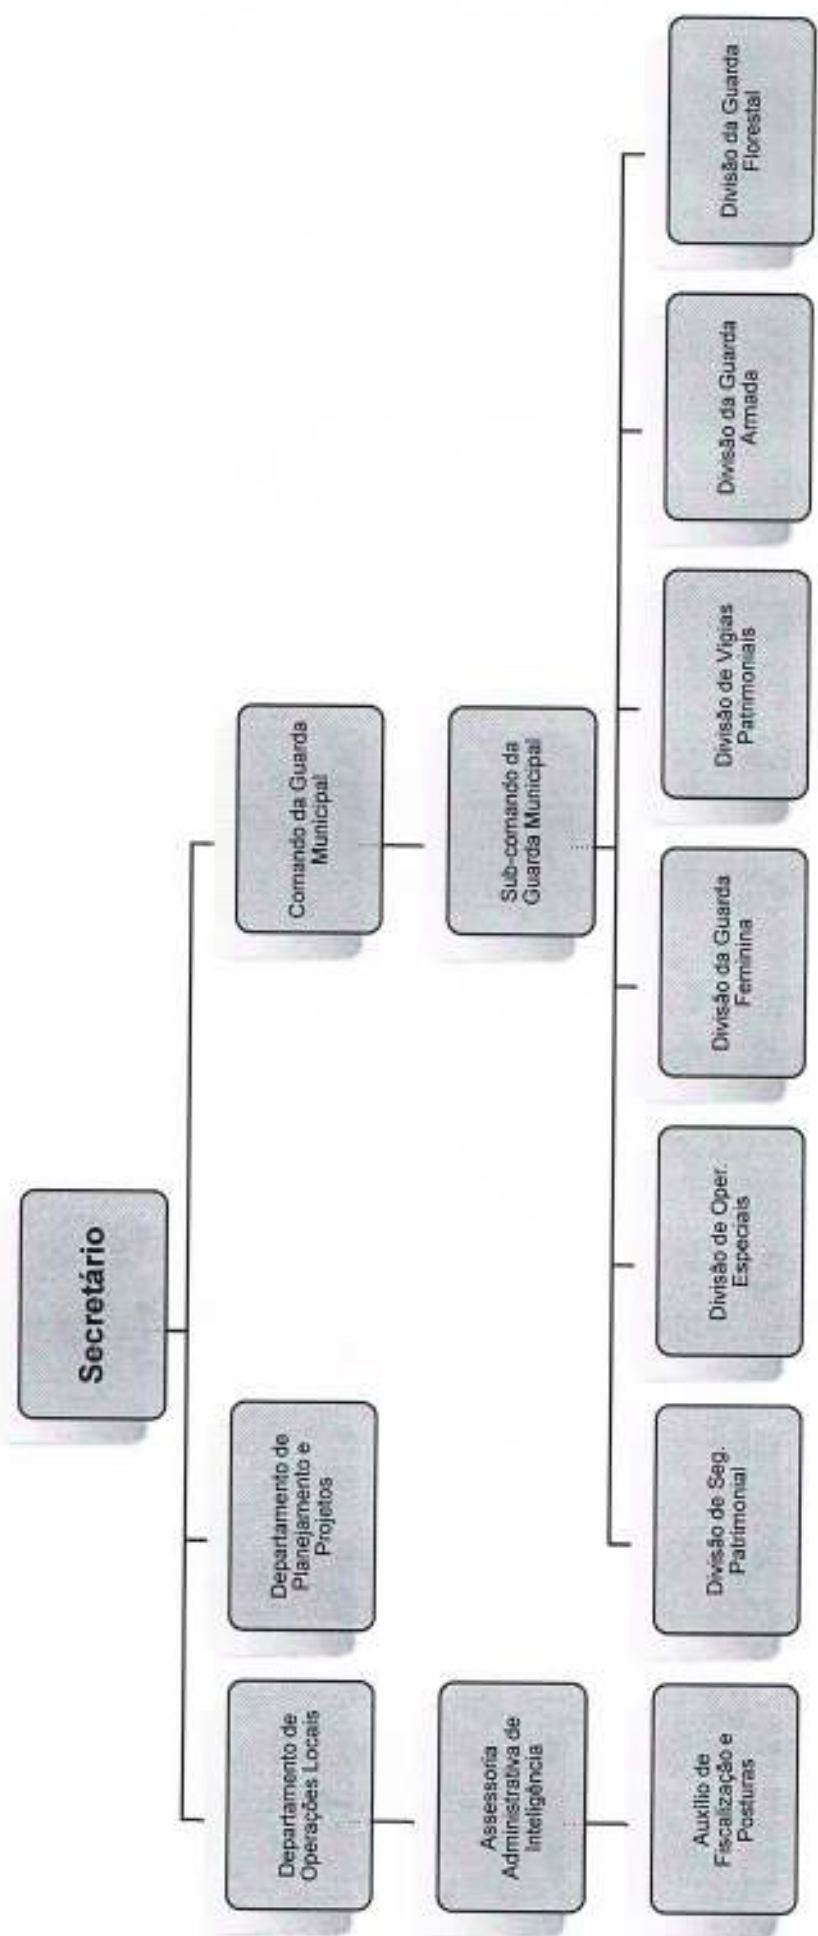 Secretário
Departamento de
Operações Locais
Departamento de
Planejamento e
Projetos
Comando da Guarda
Municipal
Assessoria
Administrativa de
Inteligência
Sub-comando da
Guarda Municipal
Auxílio de
Fiscalização e
Posturas
Divisão de Seg.
Patrimonial
Divisão de Oper.
Especiais
Divisão da Guarda
Feminina
Divisão de Vigias
Patrimoniais
Divisão da Guarda
Armada
Divisão da Guarda
Florestal